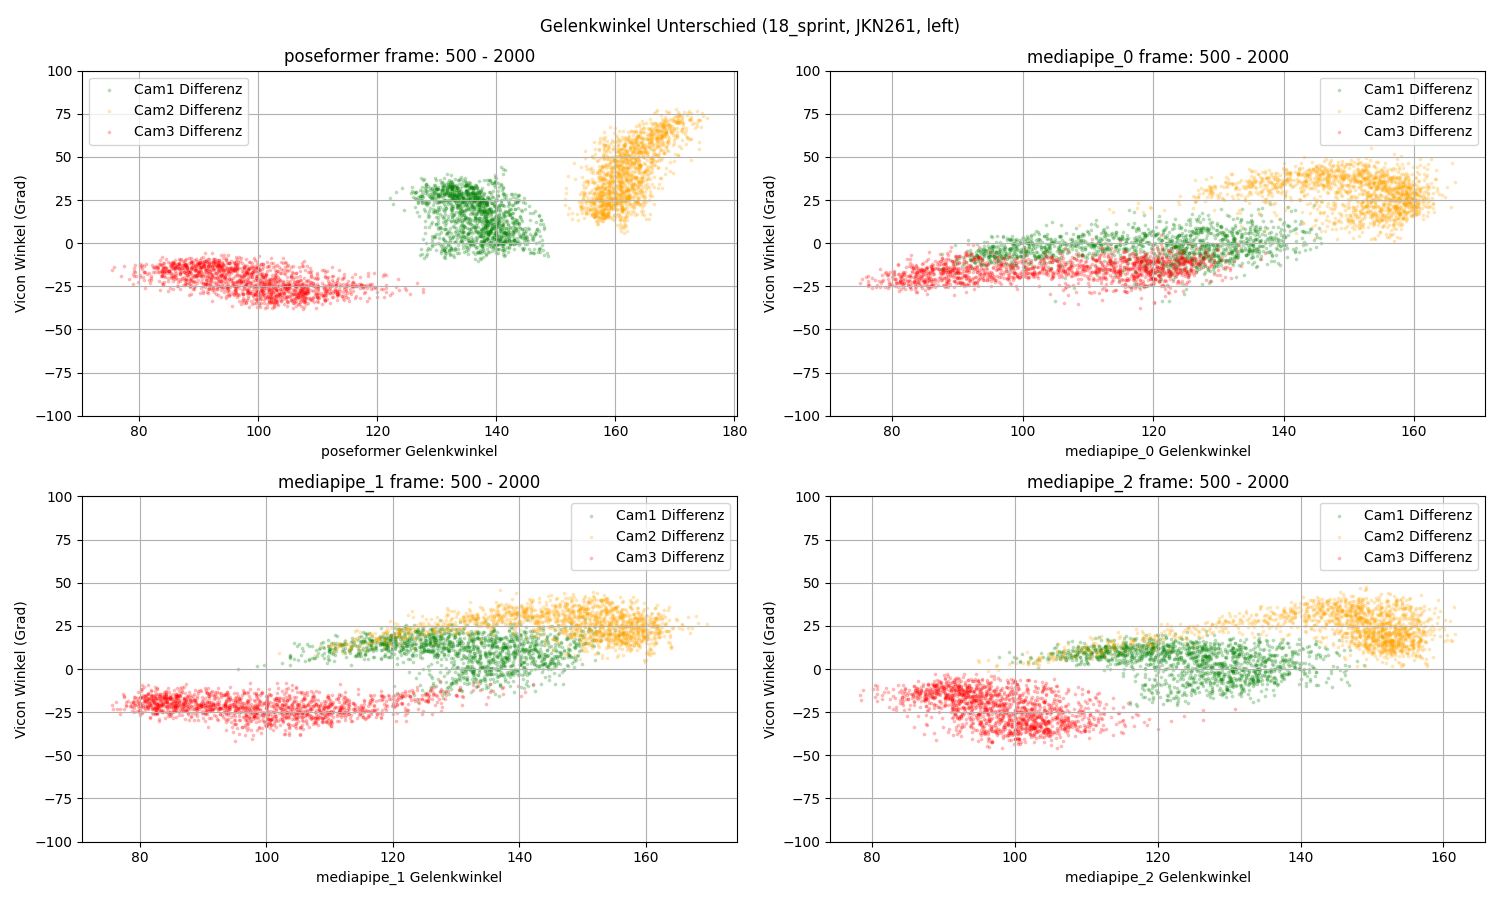 Gelenkwinkel Unterschied (18_sprint, JKN261, left)
poseformer frame: 500 - 2000
100
75
50
25
0
−25
−50
−75
−100
Vicon Winkel (Grad)
Cam1 Differenz
Cam2 Differenz
Cam3 Differenz
80 100 120 140 160 180
poseformer Gelenkwinkel
mediapipe_0 frame: 500 - 2000
100
75
50
25
0
−25
−50
−75
−100
Vicon Winkel (Grad)
Cam1 Differenz
Cam2 Differenz
Cam3 Differenz
80 100 120 140 160
mediapipe_0 Gelenkwinkel
mediapipe_1 frame: 500 - 2000
100
75
50
25
0
−25
−50
−75
−100
Vicon Winkel (Grad)
Cam1 Differenz
Cam2 Differenz
Cam3 Differenz
80 100 120 140 160
mediapipe_1 Gelenkwinkel
mediapipe_2 frame: 500 - 2000
100
75
50
25
0
−25
−50
−75
−100
Vicon Winkel (Grad)
Cam1 Differenz
Cam2 Differenz
Cam3 Differenz
80 100 120 140 160
mediapipe_2 Gelenkwinkel